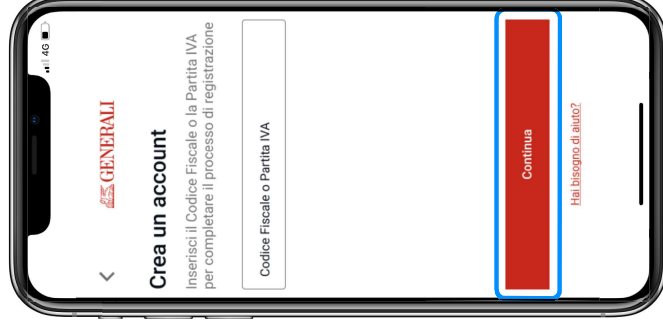 4G
GENERALI
Crea un account
Inserisci il Codice Fiscale o la Partita IVA
per completare il processo di registrazione
Codice Fiscale o Partita IVA
Continua
Hai bisogno di aiuto?